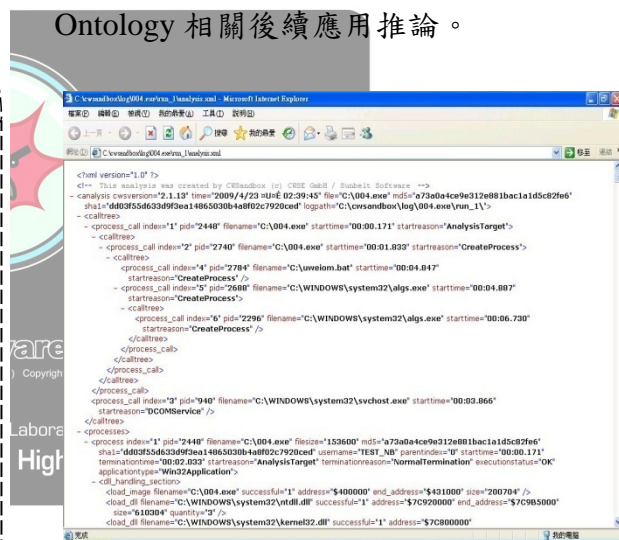 Ontology 相關後續應用推論。
C:\cwsandbox\log\004.exe\run_1\analysis.xml - Microsoft Internet Explorer
檔案(F) 編輯(E) 檢視(V) 我的最愛(A) 工具(T) 說明(H)
上一頁 搜尋 我的最愛
網址(D) C:\cwsandbox\log\004.exe\run_1\analysis.xml 移至 連結
<?xml version="1.0" ?>
<!-- This analysis was created by CWSandbox (c) CWSE GmbH / Sunbelt Software -->
- <analysis cwsversion="2.1.13" time="2009/4/23 ¤U¤È 02:39:45" file="C:\004.exe" md5="a73a0a4ce9e312e881bac1a1d5c82fe6"
sha1="dd03f55d633d9f3ea14865030b4a8f02c7920ced" logpath="C:\cwsandbox\log\004.exe\run_1\">
- <calltree>
- <process_call index="1" pid="2448" filename="C:\004.exe" starttime="00:00.171" startreason="AnalysisTarget">
- <calltree>
- <process_call index="2" pid="2740" filename="C:\004.exe" starttime="00:01.833" startreason="CreateProcess">
- <calltree>
<process_call index="4" pid="2784" filename="C:\uweiom.bat" starttime="00:04.847"
startreason="CreateProcess" />
- <process_call index="5" pid="2688" filename="C:\WINDOWS\system32\algs.exe" starttime="00:04.887"
startreason="CreateProcess">
- <calltree>
<process_call index="6" pid="2296" filename="C:\WINDOWS\system32\algs.exe" starttime="00:06.730"
startreason="CreateProcess" />
</calltree>
</process_call>
</calltree>
</process_call>
</calltree>
</process_call>
<process_call index="3" pid="940" filename="C:\WINDOWS\system32\svchost.exe" starttime="00:03.866"
startreason="DCOMService" />
</calltree>
- <processes>
- <process index="1" pid="2448" filename="C:\004.exe" filesize="153600" md5="a73a0a4ce9e312e881bac1a1d5c82fe6"
sha1="dd03f55d633d9f3ea14865030b4a8f02c7920ced" username="TEST_NB" parentindex="0" starttime="00:00.171"
terminationtime="00:02.033" startreason="AnalysisTarget" terminationreason="NormalTermination" executionstatus="OK"
applicationtype="Win32Application">
- <dll_handling_section>
<load_image filename="C:\004.exe" successful="1" address="$400000" end_address="$431000" size="200704" />
<load_dll filename="C:\WINDOWS\system32\ntdll.dll" successful="1" address="$7C920000" end_address="$7C9B5000"
size="610304" quantity="3" />
<load_dll filename="C:\WINDOWS\system32\kernel32.dll" successful="1" address="$7C800000"
完成 我的電腦
ware
) Copyrigh
Labora
High